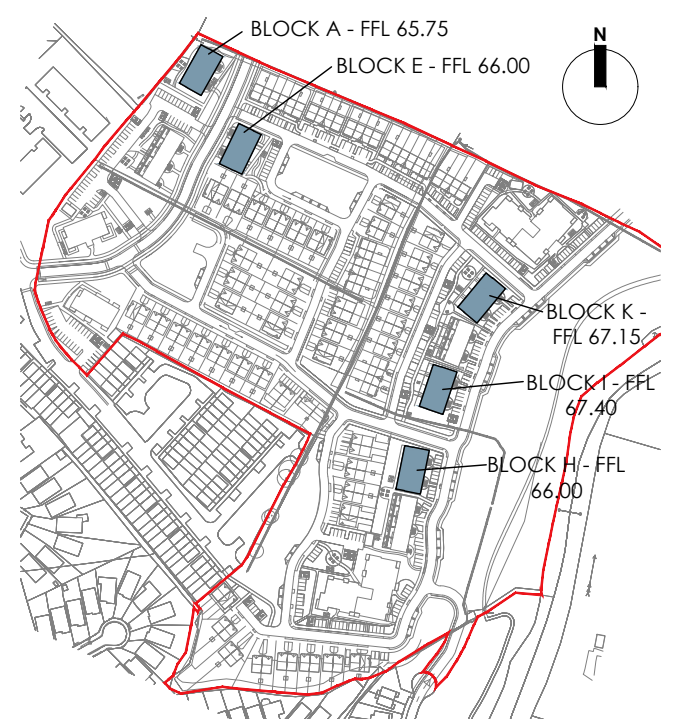 BLOCK A - FFL 65.75
N
BLOCK E - FFL 66.00
BLOCK K -
FFL 67.15
BLOCK I - FFL
67.40
BLOCK H - FFL
66.00